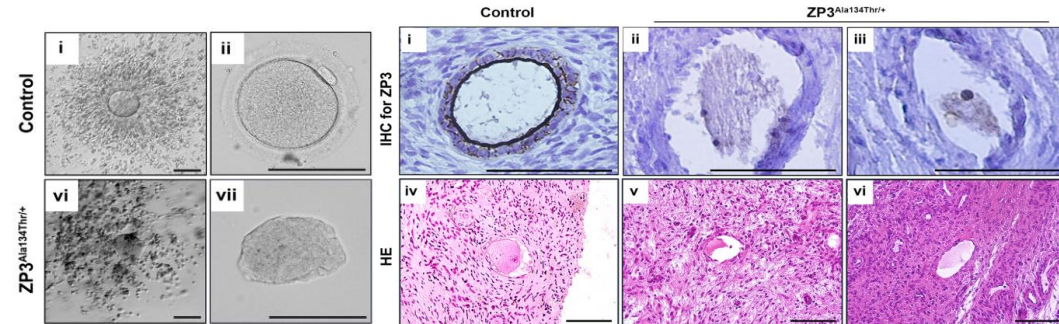 Control
ZP3Ala134Thr/+
Control
i
ii
i
ii
iii
IHC for ZP3
ZP3Ala134Thr/+
vi
vii
iv
v
vi
HE